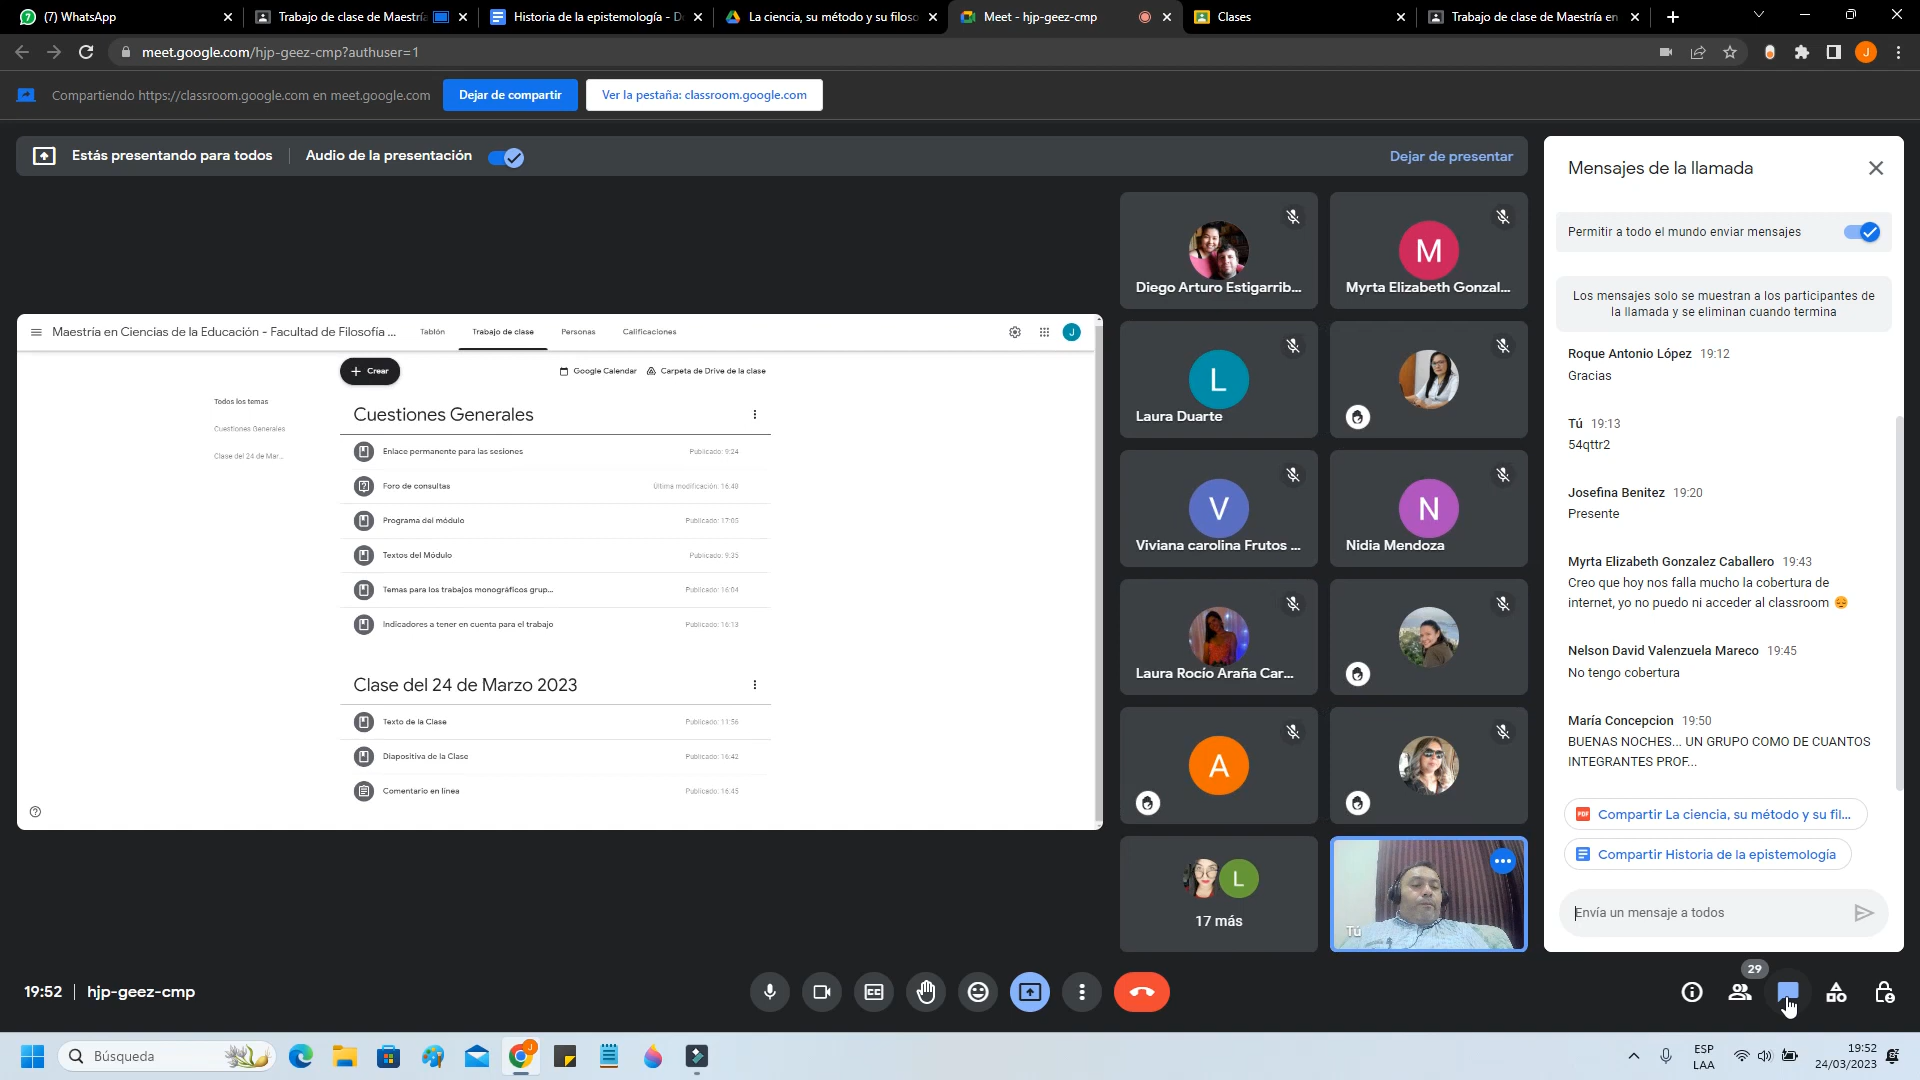 (7) WhatsApp
Trabajo de clase de Maestría
Historia de la epistemología - D
La ciencia, su método y su filoso
Meet - hjp-geez-cmp
Clases
Trabajo de clase de Maestría en
meet.google.com/hjp-geez-cmp?authuser=1
J
Compartiendo https://classroom.google.com en meet.google.com
Dejar de compartir
Ver la pestaña: classroom.google.com
Estás presentando para todos
Audio de la presentación
Dejar de presentar
Maestría en Ciencias de la Educación - Facultad de Filosofía ...
Tablón
Trabajo de clase
Personas
Calificaciones
J
Crear
Google Calendar
Carpeta de Drive de la clase
Todos los temas
Cuestiones Generales
Clase del 24 de Mar...
Cuestiones Generales
Enlace permanente para las sesiones
Publicado: 9:24
Foro de consultas
Última modificación: 16:48
Programa del módulo
Publicado: 17:05
Textos del Módulo
Publicado: 9:35
Temas para los trabajos monográficos grup...
Publicado: 16:04
Indicadores a tener en cuenta para el trabajo
Publicado: 16:13
Clase del 24 de Marzo 2023
Texto de la Clase
Publicado: 11:56
Diapositiva de la Clase
Publicado: 16:42
Comentario en línea
Publicado: 16:45
Diego Arturo Estigarrib...
M
Myrta Elizabeth Gonzal...
L
Laura Duarte
V
Viviana carolina Frutos ...
N
Nidia Mendoza
Laura Rocío Araña Car...
A
L
17 más
Tú
Mensajes de la llamada
Permitir a todo el mundo enviar mensajes
Los mensajes solo se muestran a los participantes de
la llamada y se eliminan cuando termina
Roque Antonio López 19:12
Gracias
Tú 19:13
54qttr2
Josefina Benitez 19:20
Presente
Myrta Elizabeth Gonzalez Caballero 19:43
Creo que hoy nos falla mucho la cobertura de
internet, yo no puedo ni acceder al classroom 😔
Nelson David Valenzuela Mareco 19:45
No tengo cobertura
María Concepcion 19:50
BUENAS NOCHES... UN GRUPO COMO DE CUANTOS
INTEGRANTES PROF...
PDF
Compartir La ciencia, su método y su fil...
Compartir Historia de la epistemología
Envía un mensaje a todos
19:52 | hjp-geez-cmp
29
Búsqueda
ESP
LAA
19:52
24/03/2023